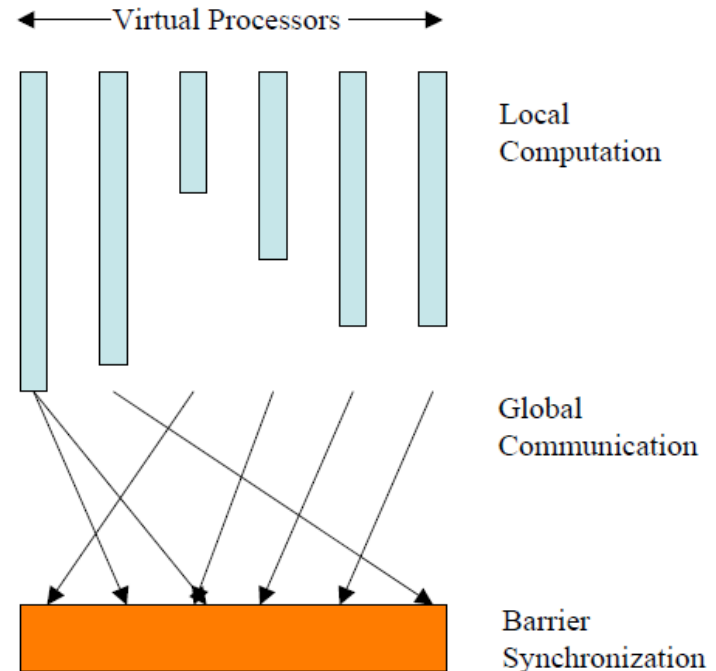 Virtual Processors
Local
Computation
Global
Communication
Barrier
Synchronization